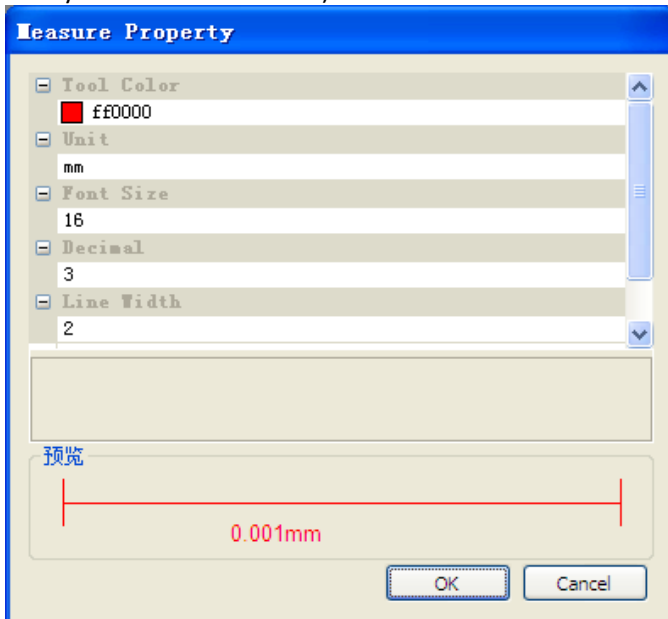 Measure Property
Tool Color
ff0000
Unit
mm
Font Size
16
Decimal
3
Line Width
2
预览
0.001mm
OK Cancel